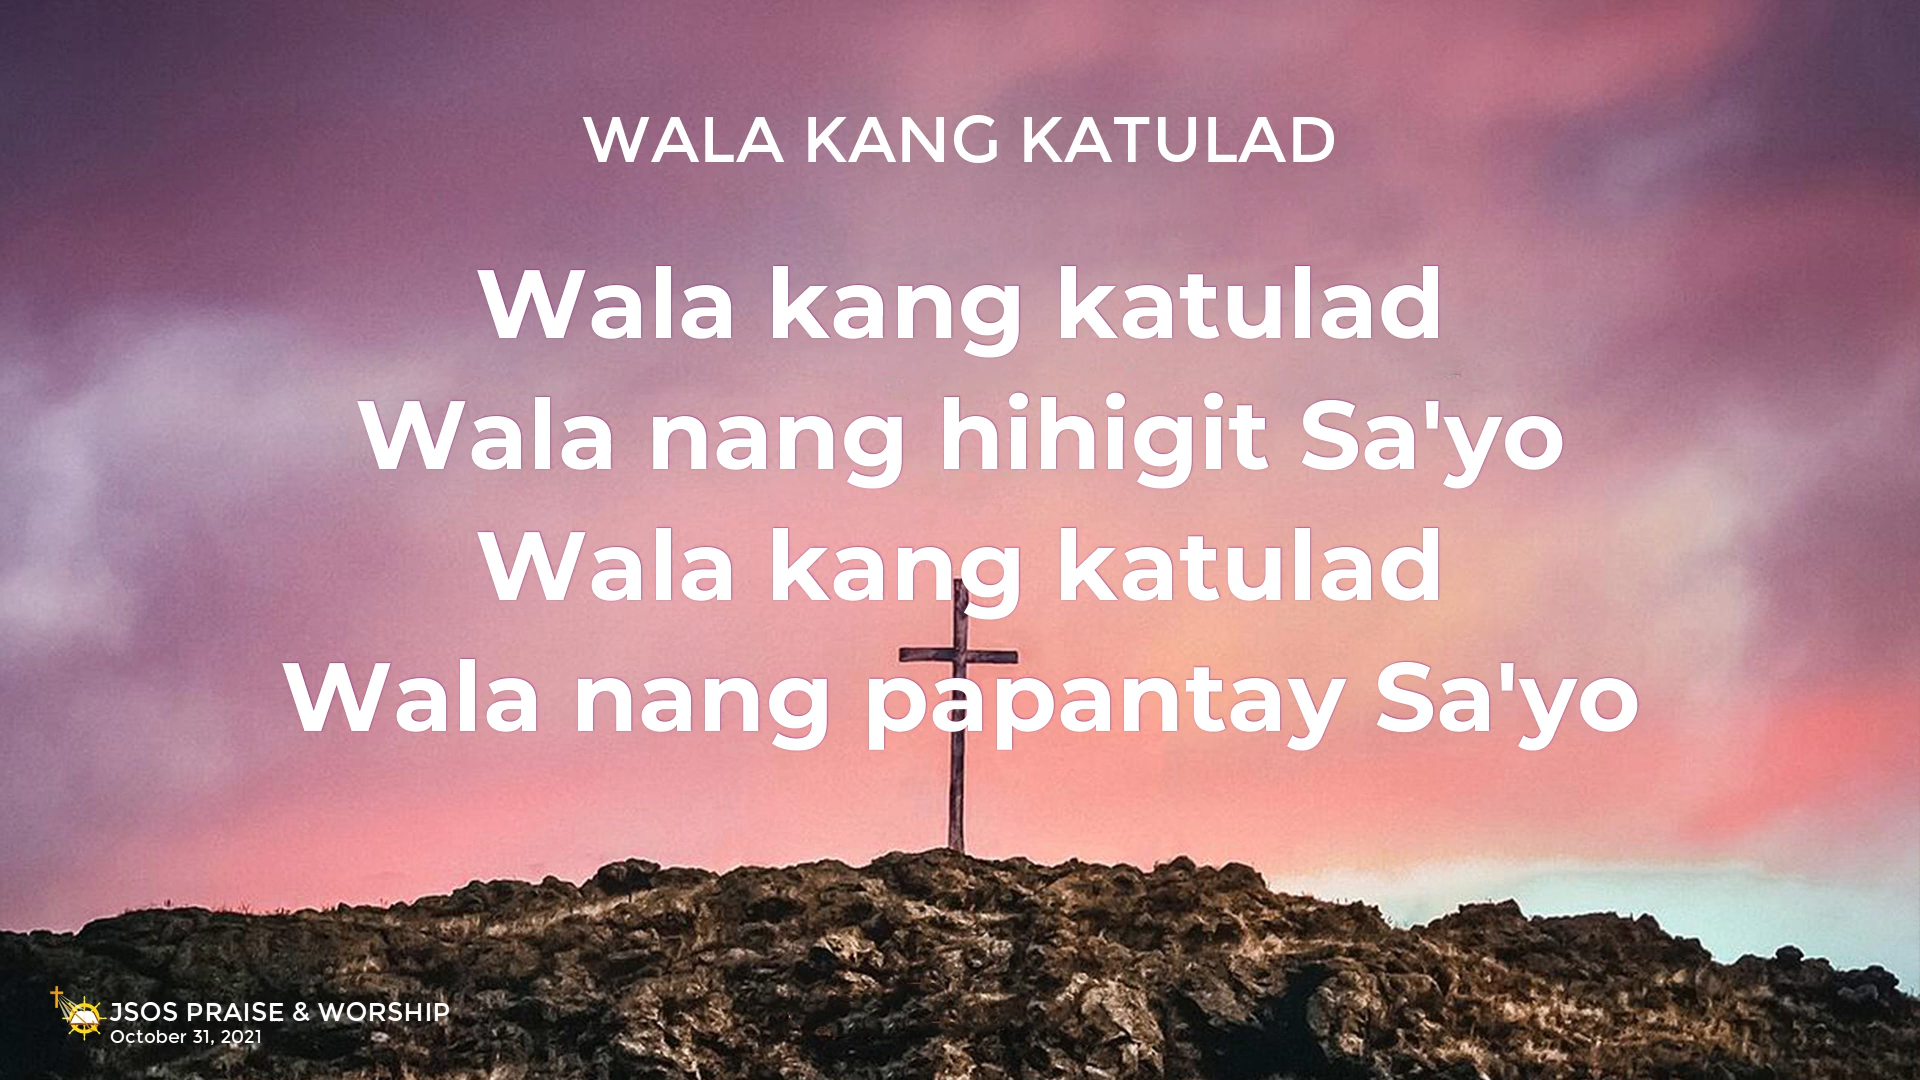 WALA KANG KATULAD
Wala kang katulad
Wala nang hihigit Sa'yo
Wala kang katulad
Wala nang papantay Sa'yo
JSOS PRAISE & WORSHIP
October 31, 2021